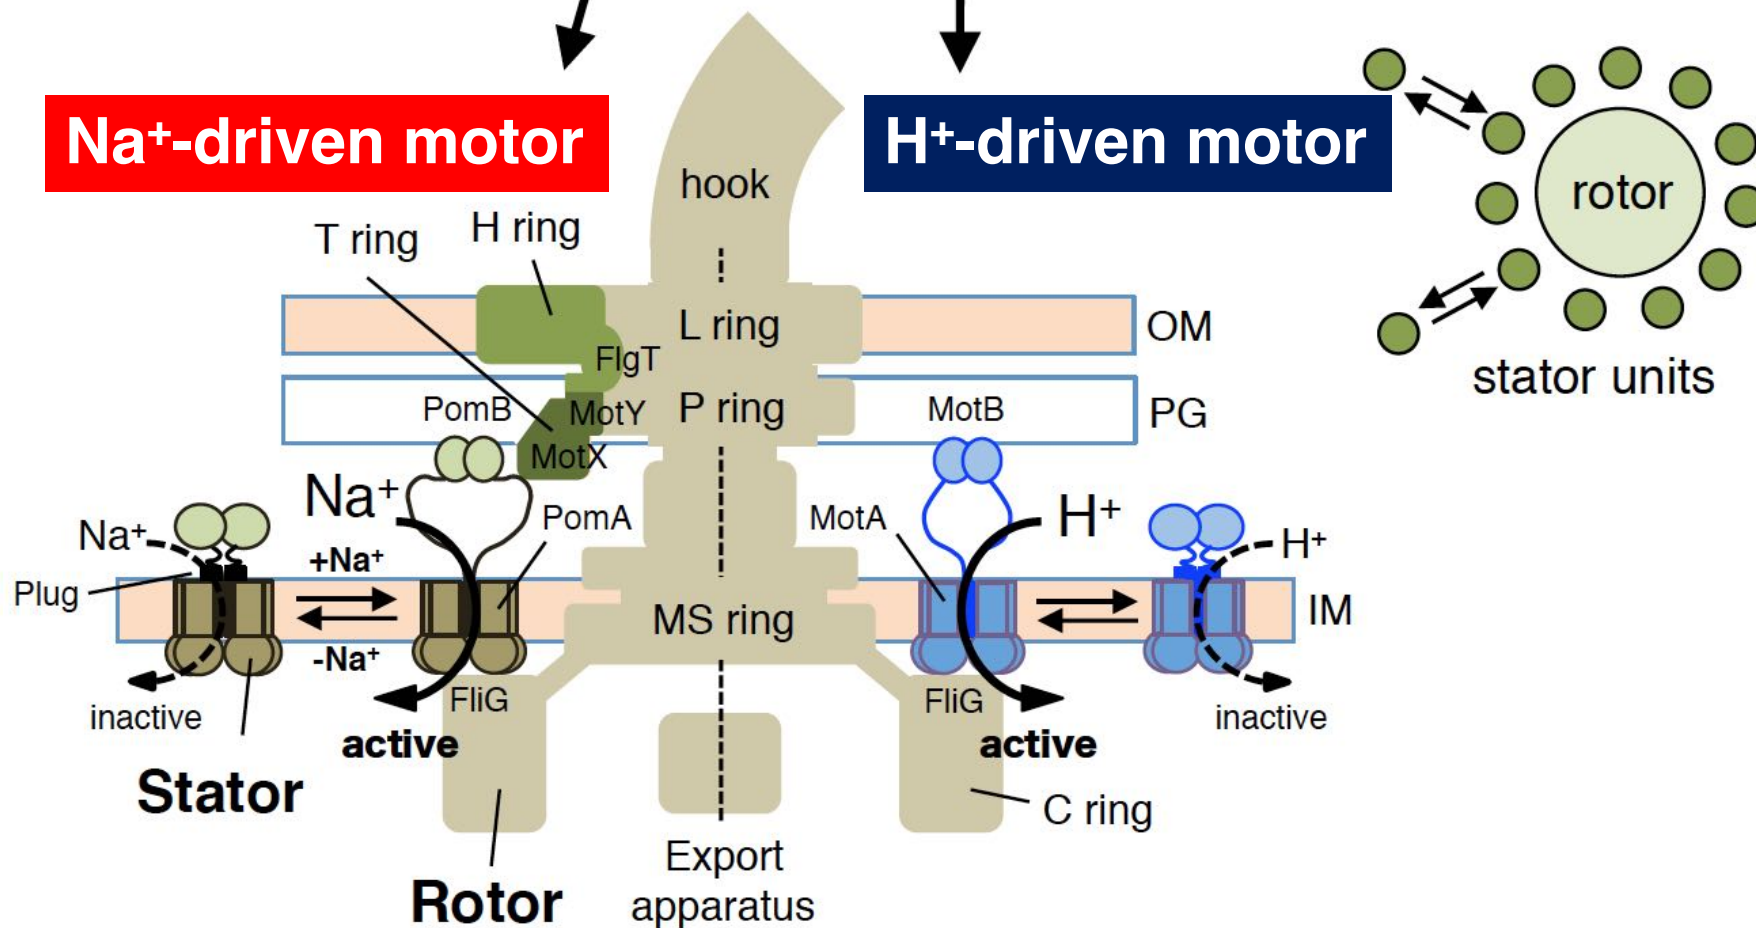 Na⁺-driven motor
H⁺-driven motor
hook
rotor
T ring
H ring
L ring
OM
FlgT
stator units
PomB
MotY
P ring
MotB
PG
MotX
Na⁺
PomA
MotA
H⁺
Na⁺
+Na⁺
H⁺
Plug
MS ring
IM
-Na⁺
inactive
FliG
FliG
inactive
active
active
Stator
C ring
Export
apparatus
Rotor